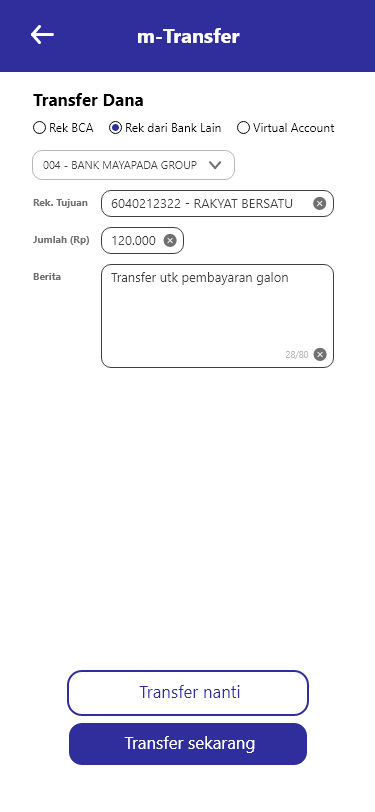 m-Transfer
Transfer Dana
Rek BCA Rek dari Bank Lain Virtual Account
004 - BANK MAYAPADA GROUP
Rek. Tujuan 6040212322 - RAKYAT BERSATU
Jumlah (Rp) 120.000
Berita Transfer utk pembayaran galon
28/80
Transfer nanti
Transfer sekarang